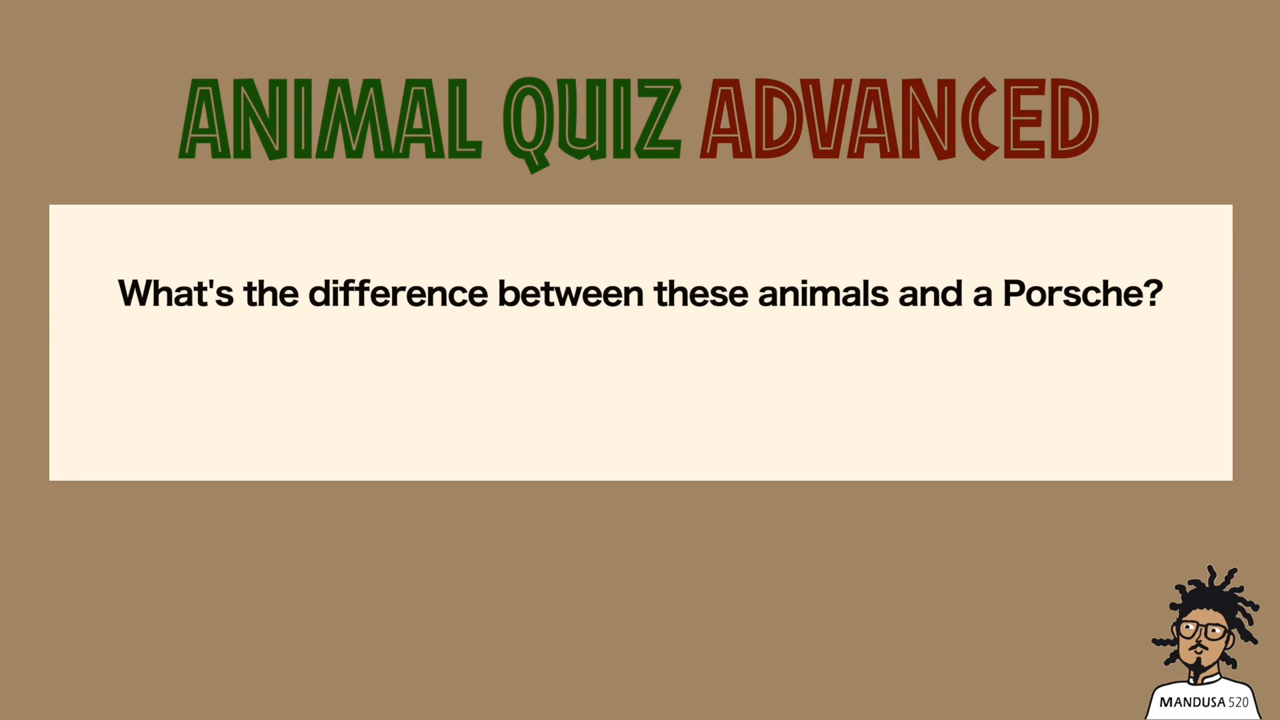 ANIMAL QUIZ ADVANCED
What's the difference between these animals and a Porsche?
MANDUSA 520